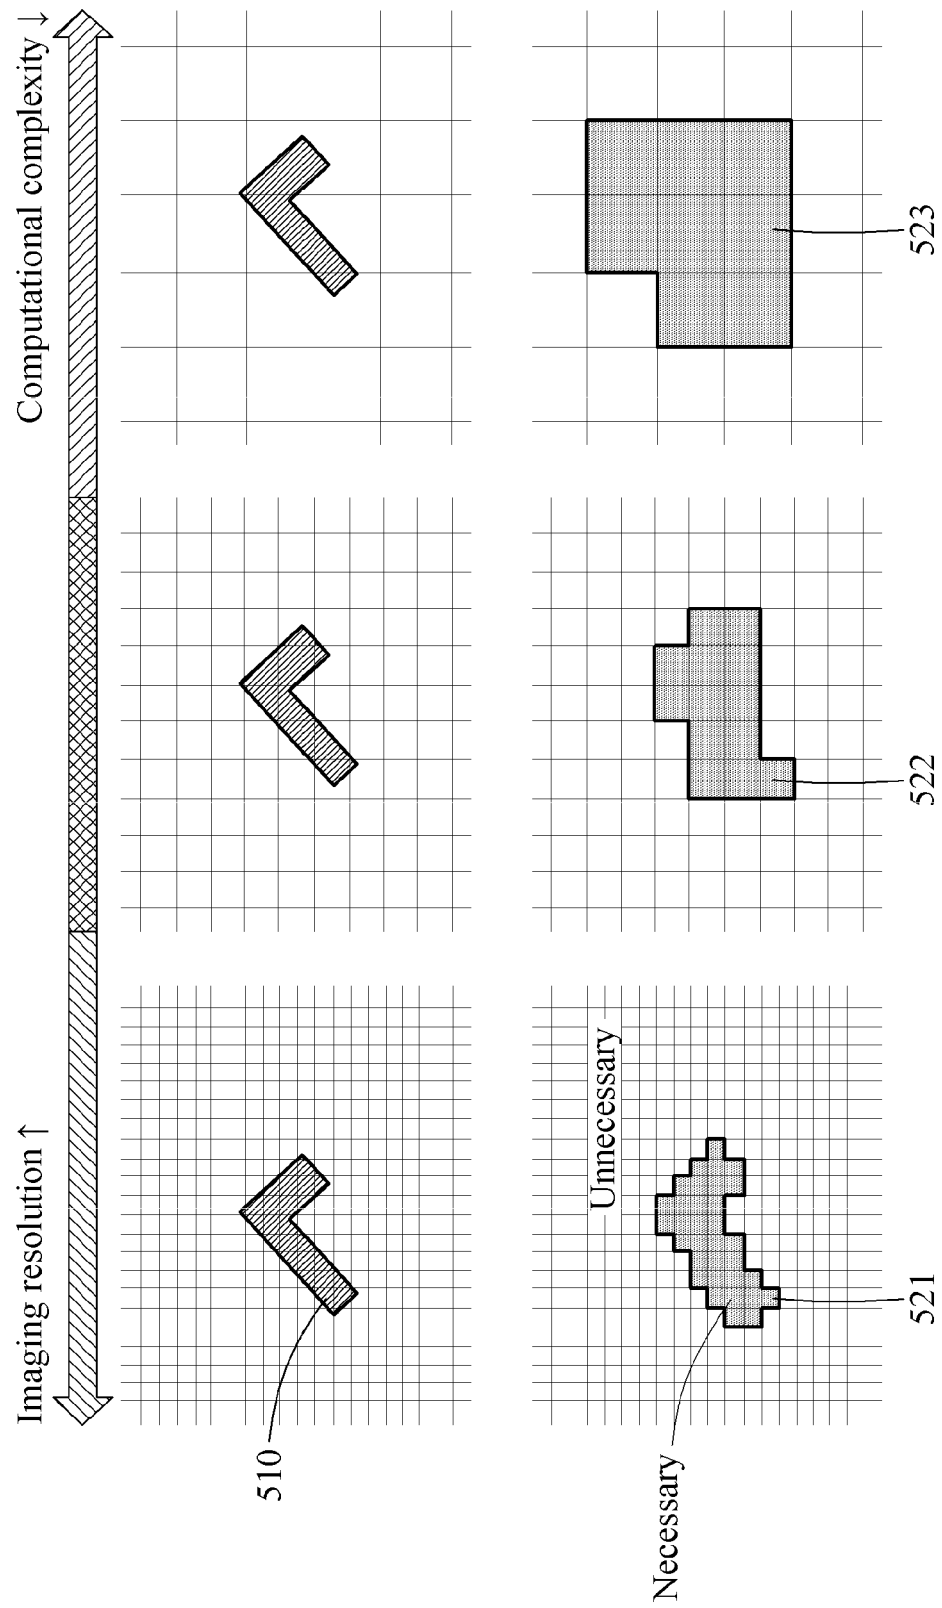 Imaging resolution ↑
Computational complexity ↓
510
Unnecessary
Necessary
521
522
523